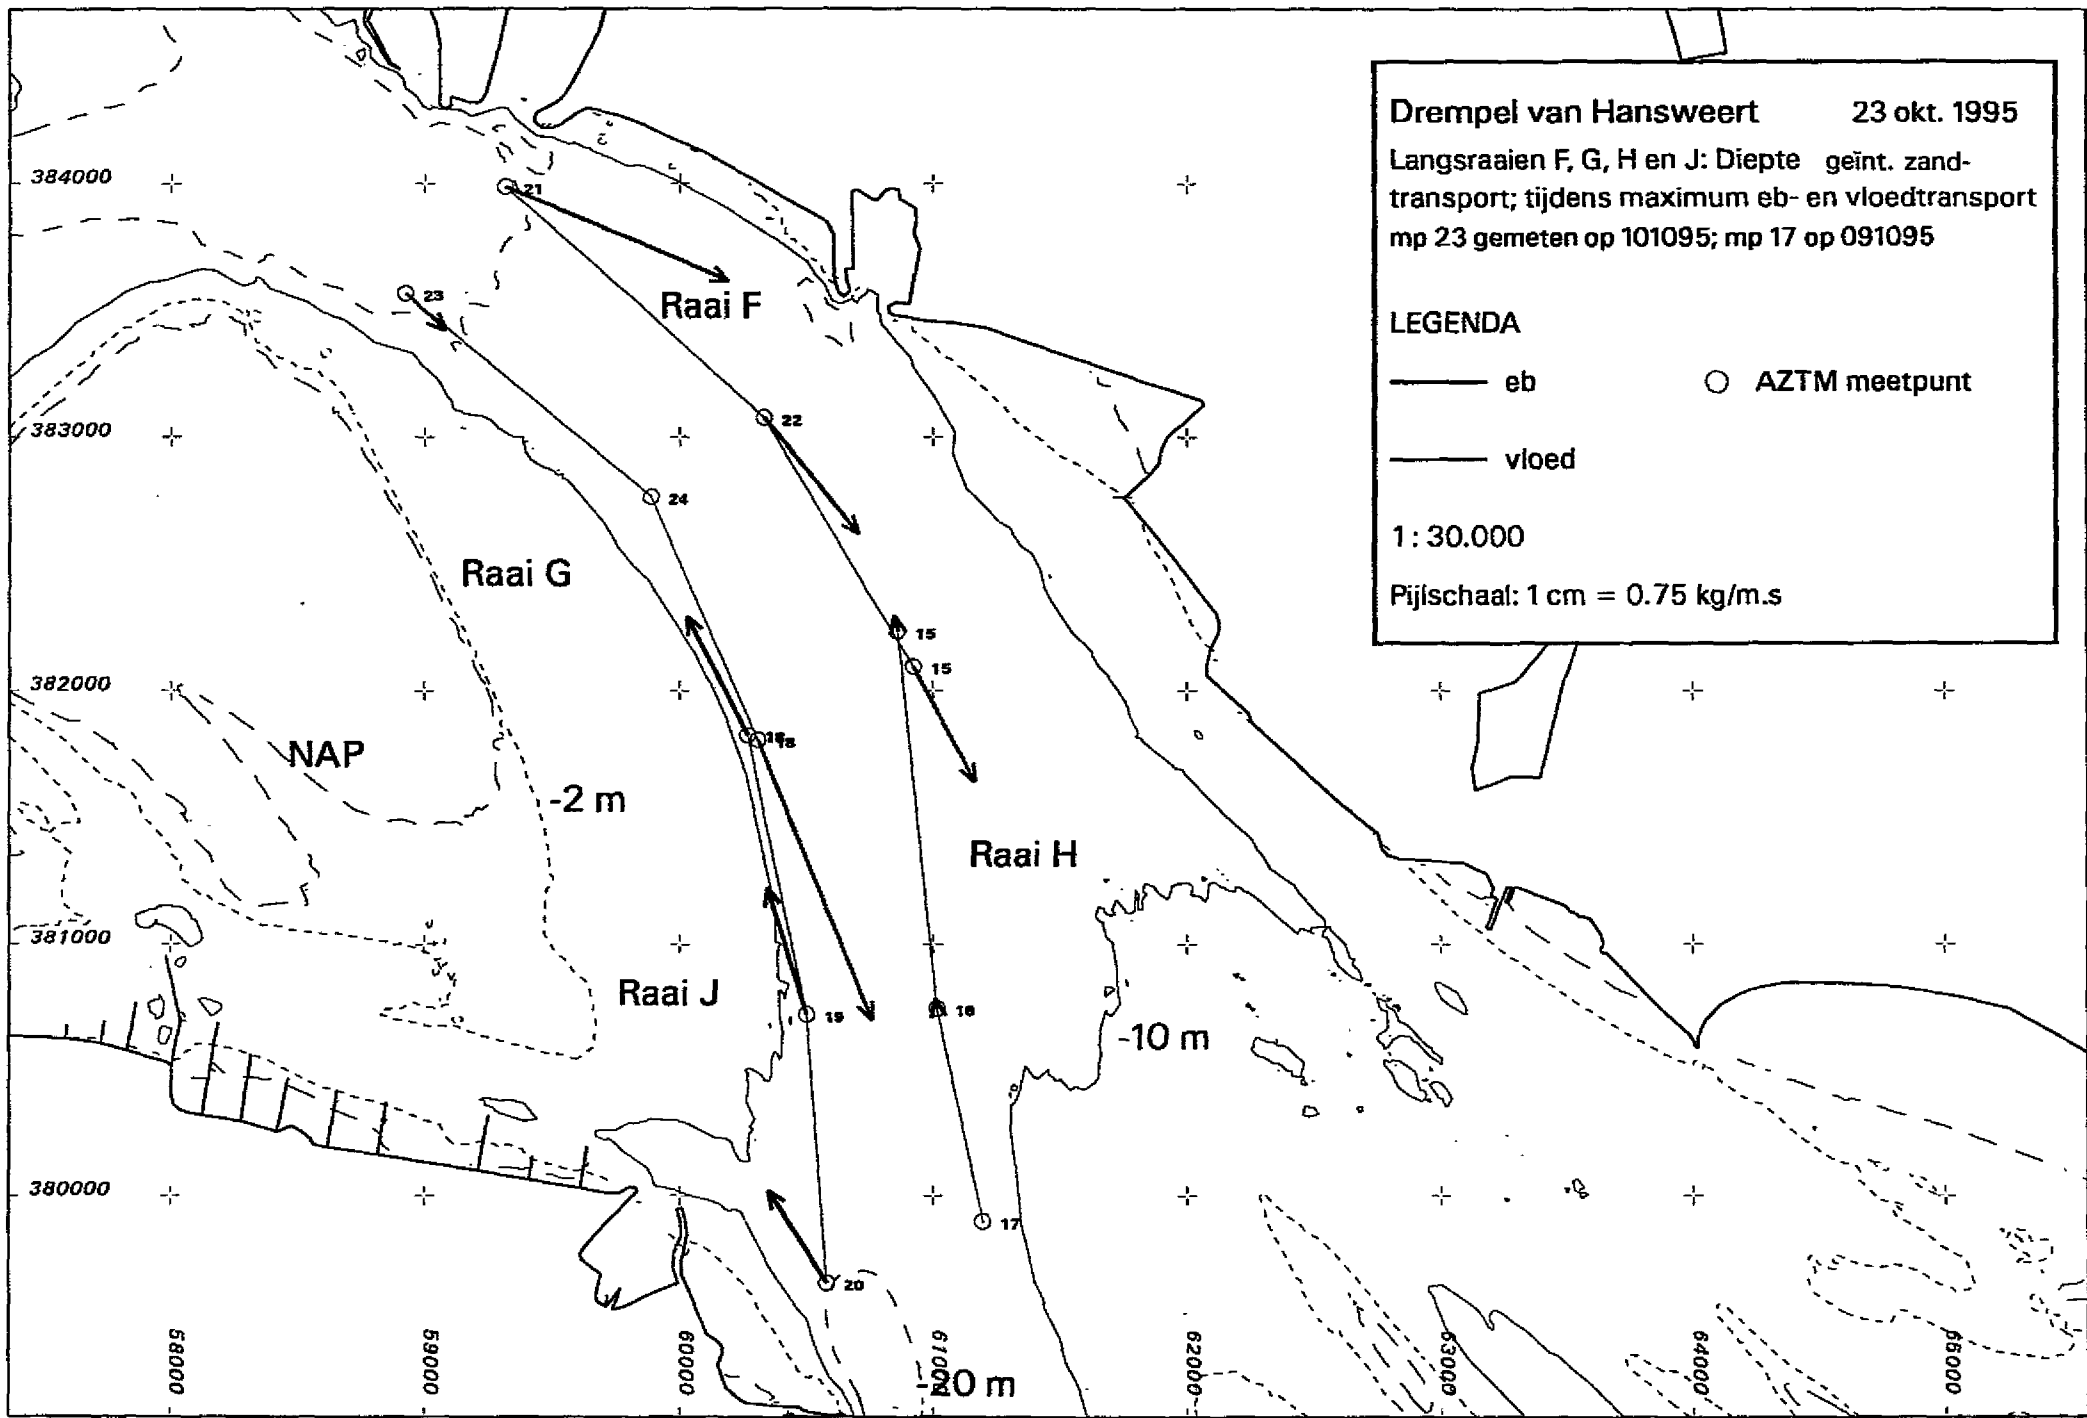 Drempel van Hansweert 23 okt. 1995
Langsraaien F, G, H en J: Diepte geïnt. zand-
transport; tijdens maximum eb- en vloedtransport
mp 23 gemeten op 101095; mp 17 op 091095
LEGENDA
eb
AZTM meetpunt
vloed
1 : 30.000
Pijlschaal: 1 cm = 0.75 kg/m.s
384000
21
Raai F
23
383000
22
24
Raai G
15
15
382000
18
18
NAP
-2 m
Raai H
381000
Raai J
19
16
-10 m
380000
17
20
58000
59000
60000
61000
62000
63000
64000
65000
-20 m